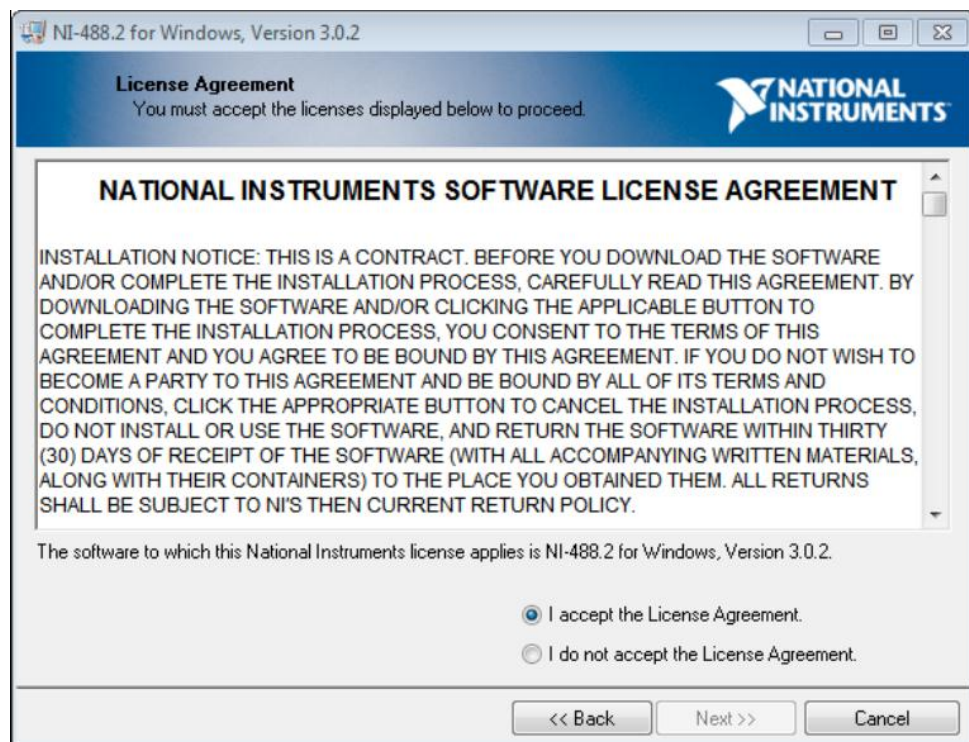 NI-488.2 for Windows, Version 3.0.2
License Agreement
You must accept the licenses displayed below to proceed.
NATIONAL
INSTRUMENTS
NATIONAL INSTRUMENTS SOFTWARE LICENSE AGREEMENT
INSTALLATION NOTICE: THIS IS A CONTRACT. BEFORE YOU DOWNLOAD THE SOFTWARE
AND/OR COMPLETE THE INSTALLATION PROCESS, CAREFULLY READ THIS AGREEMENT. BY
DOWNLOADING THE SOFTWARE AND/OR CLICKING THE APPLICABLE BUTTON TO
COMPLETE THE INSTALLATION PROCESS, YOU CONSENT TO THE TERMS OF THIS
AGREEMENT AND YOU AGREE TO BE BOUND BY THIS AGREEMENT. IF YOU DO NOT WISH TO
BECOME A PARTY TO THIS AGREEMENT AND BE BOUND BY ALL OF ITS TERMS AND
CONDITIONS, CLICK THE APPROPRIATE BUTTON TO CANCEL THE INSTALLATION PROCESS,
DO NOT INSTALL OR USE THE SOFTWARE, AND RETURN THE SOFTWARE WITHIN THIRTY
(30) DAYS OF RECEIPT OF THE SOFTWARE (WITH ALL ACCOMPANYING WRITTEN MATERIALS,
ALONG WITH THEIR CONTAINERS) TO THE PLACE YOU OBTAINED THEM. ALL RETURNS
SHALL BE SUBJECT TO NI'S THEN CURRENT RETURN POLICY.
The software to which this National Instruments license applies is NI-488.2 for Windows, Version 3.0.2.
I accept the License Agreement.
I do not accept the License Agreement.
<< Back Next >> Cancel